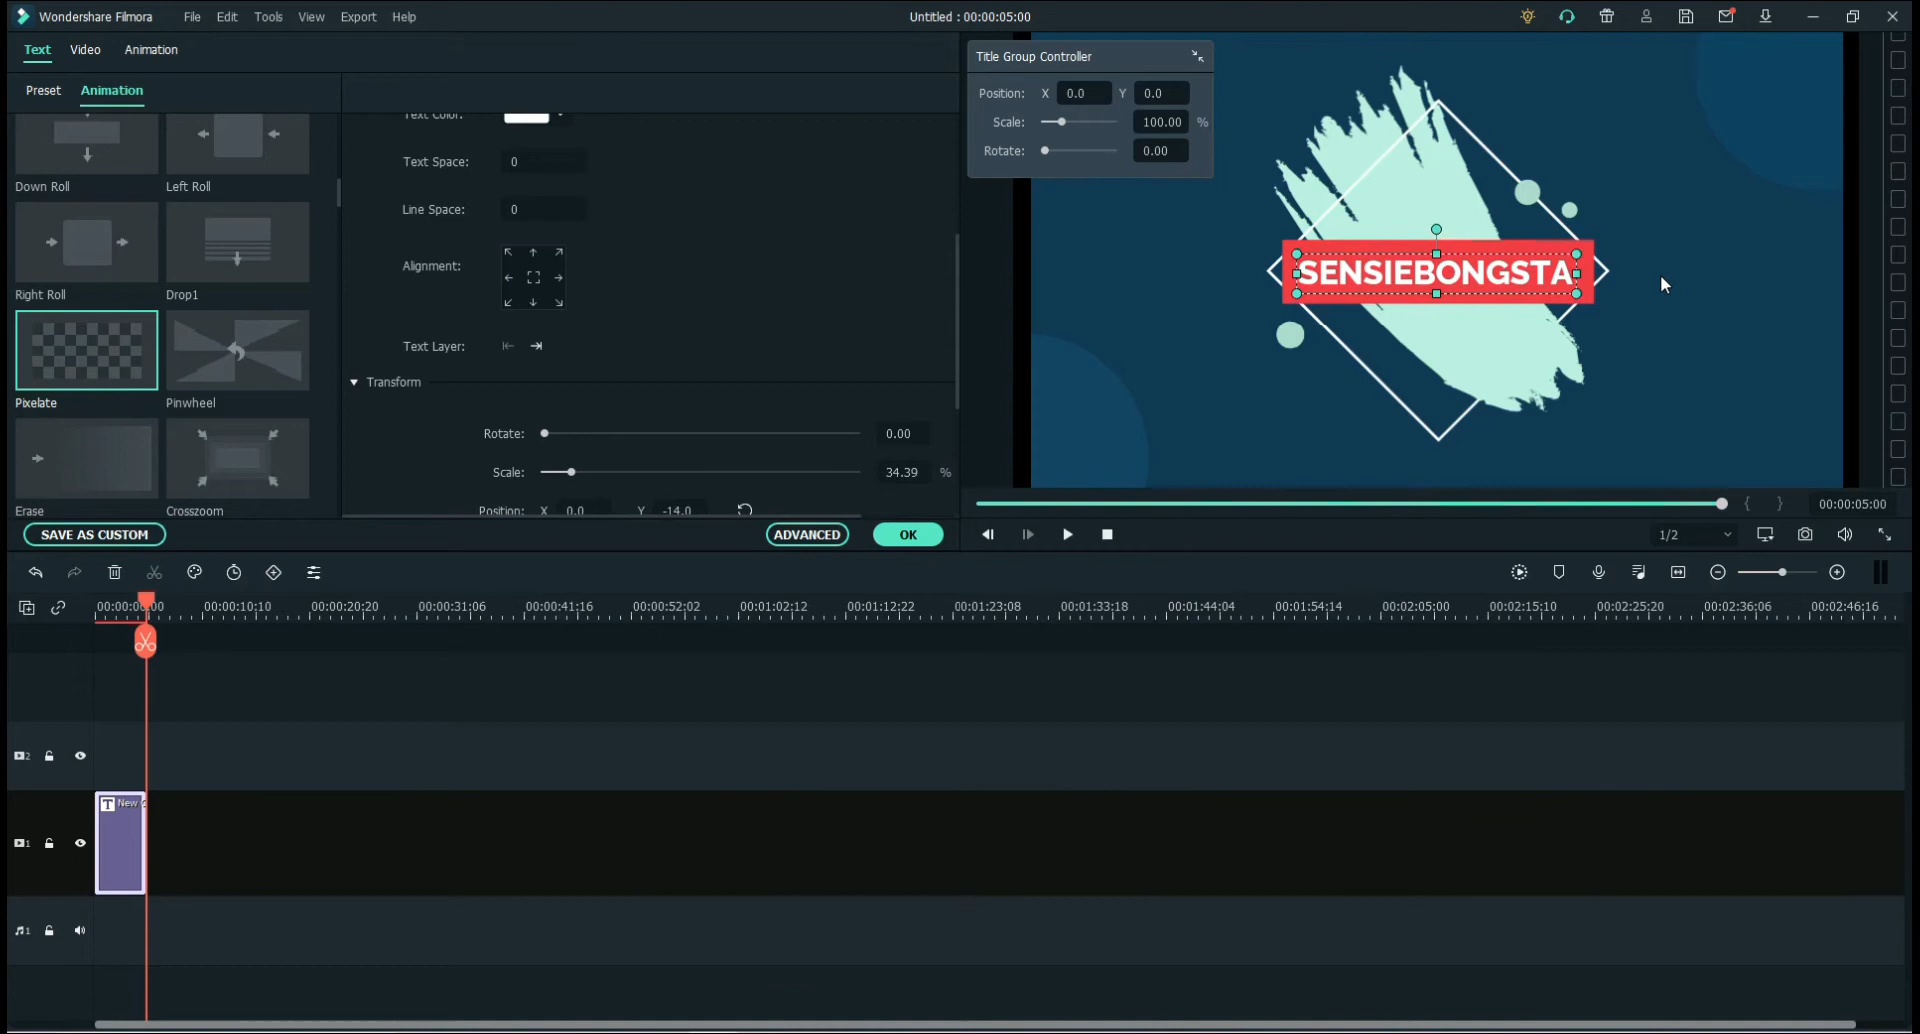 Wondershare Filmora File Edit Tools View Export Help Untitled : 00:00:05:00
Text Video Animation
Preset Animation
Down Roll Left Roll
Right Roll Drop1
Pixelate Pinwheel
Erase Crosszoom
Text Color:
Text Space: 0
Line Space: 0
Alignment:
Text Layer:
Transform
Rotate: 0.00
Scale: 34.39 %
Position: X 0.0 Y -14.0
SAVE AS CUSTOM ADVANCED OK
Title Group Controller
Position: X 0.0 Y 0.0
Scale: 100.00 %
Rotate: 0.00
SENSIEBONGSTA
{ } 00:00:05:00
1/2
00:00:10:10 00:00:20:20 00:00:31:06 00:00:41:16 00:00:52:02 00:01:02:12 00:01:12:22 00:01:23:08 00:01:33:18 00:01:44:04 00:01:54:14 00:02:05:00 00:02:15:10 00:02:25:20 00:02:36:06 00:02:46:16
2
T New
1
1